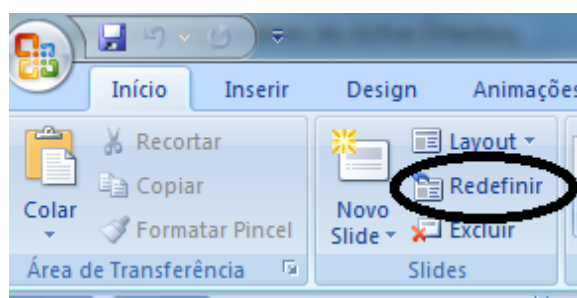 Início Inserir Design Animaçõe
Recortar
Copiar
Formatar Pincel
Colar
Área de Transferência
Layout
Redefinir
Excluir
Novo
Slide
Slides